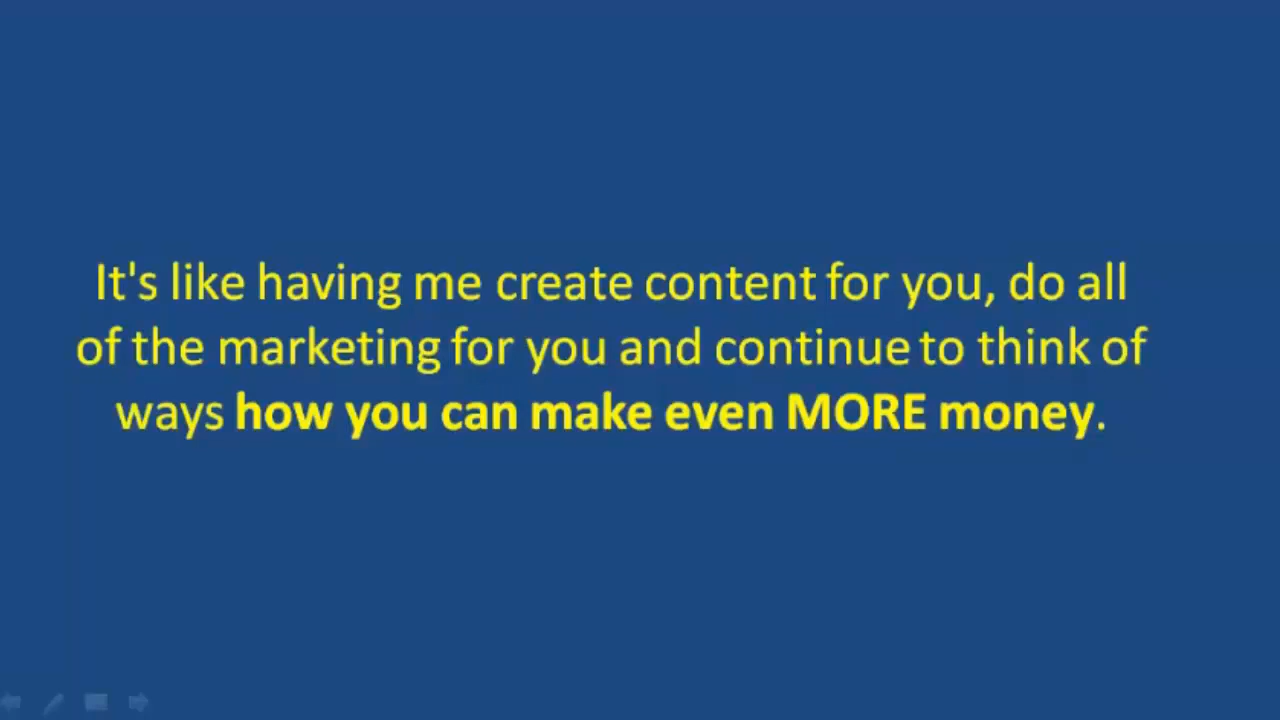 It's like having me create content for you, do all
of the marketing for you and continue to think of
ways how you can make even MORE money.